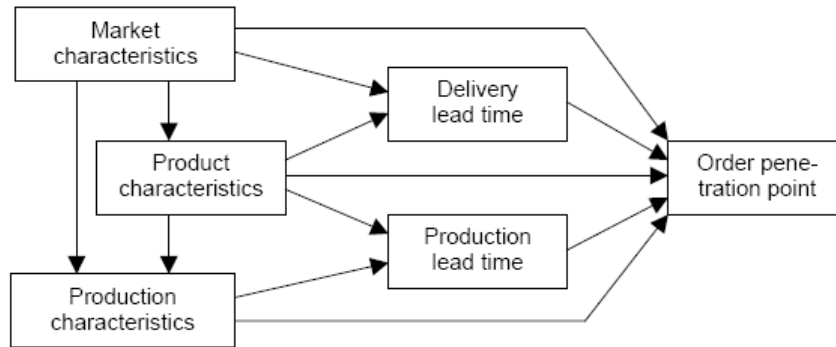 Market
characteristics
Delivery
lead time
Product
characteristics
Order pene-
tration point
Production
lead time
Production
characteristics